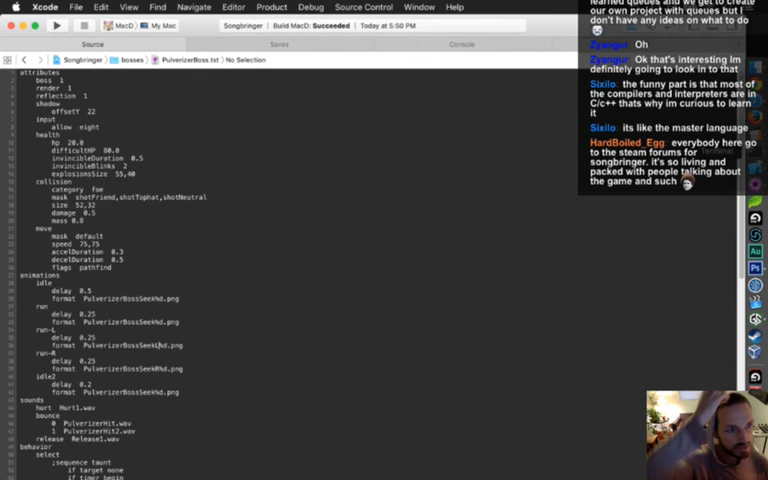 Xcode File Edit View Find Navigate Editor Product Debug Source Control Window Help
MacD My Mac Songbringer Build MacD: Succeeded Today at 5:50 PM
Source Saves Console
Songbringer bosses PulverizerBoss.txt No Selection
attributes
boss 1
render 1
reflection 1
shadow
offsetY 22
input
allow eight
health
hp 20.0
difficultHP 80.0
invincibleDuration 0.5
invincibleBlinks 2
explosionsSize 55,40
collision
category foe
mask shotFriend,shotTophat,shotNeutral
size 52,32
damage 0.5
mass 0.8
move
mask default
speed 75,75
accelDuration 0.3
decelDuration 0.5
flags pathfind
animations
idle
delay 0.5
format PulverizerBossSeek%d.png
run
delay 0.25
format PulverizerBossSeek%d.png
run-L
delay 0.25
format PulverizerBossSeekL%d.png
run-R
delay 0.25
format PulverizerBossSeekR%d.png
idle2
delay 0.2
format PulverizerBossSeek%d.png
sounds
hurt Hurt1.wav
bounce
0 PulverizerHit.wav
1 PulverizerHit2.wav
release Release1.wav
behavior
select
;sequence taunt
if target none
if timer begin
learned queues and we get to create
our own project with queues but I
don't have any ideas on what to do
Zyangur Oh
Zyangur Ok that's interesting Im
definitely going to look in to that
Sixilo the funny part is that most of
the compilers and interpreters are in
C/c++ thats why im curious to learn
it
Sixilo its like the master language
HardBoiled_Egg: everybody here go
to the steam forums for
songbringer. it's so living and
packed with people talking about
the game and such
Terminal
Au
Ps